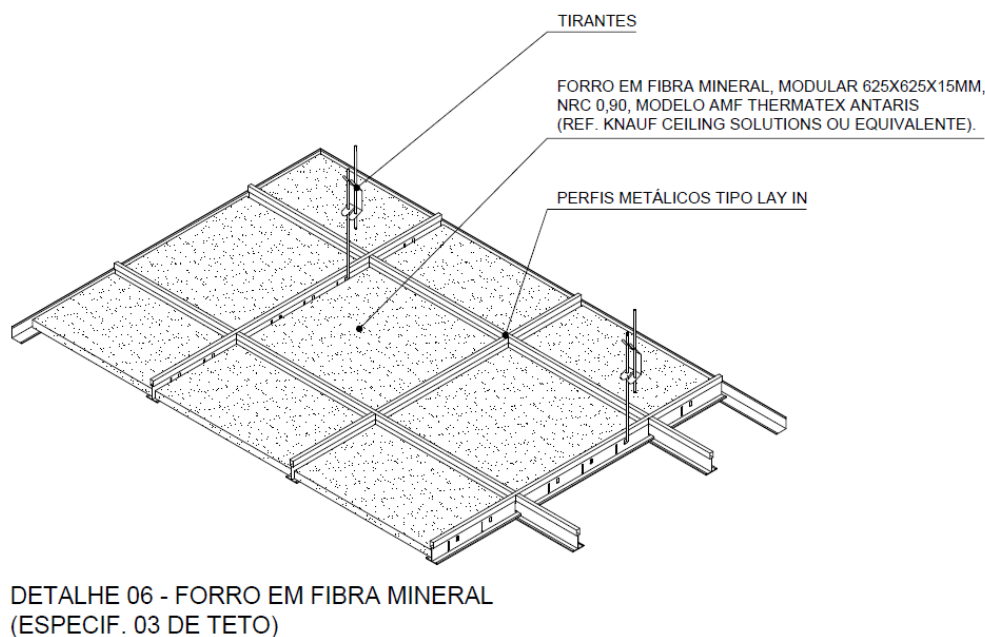 TIRANTES
FORRO EM FIBRA MINERAL, MODULAR 625X625X15MM,
NRC 0,90, MODELO AMF THERMATEX ANTARIS
(REF. KNAUF CEILING SOLUTIONS OU EQUIVALENTE).
PERFIS METÁLICOS TIPO LAY IN
DETALHE 06 - FORRO EM FIBRA MINERAL
(ESPECIF. 03 DE TETO)